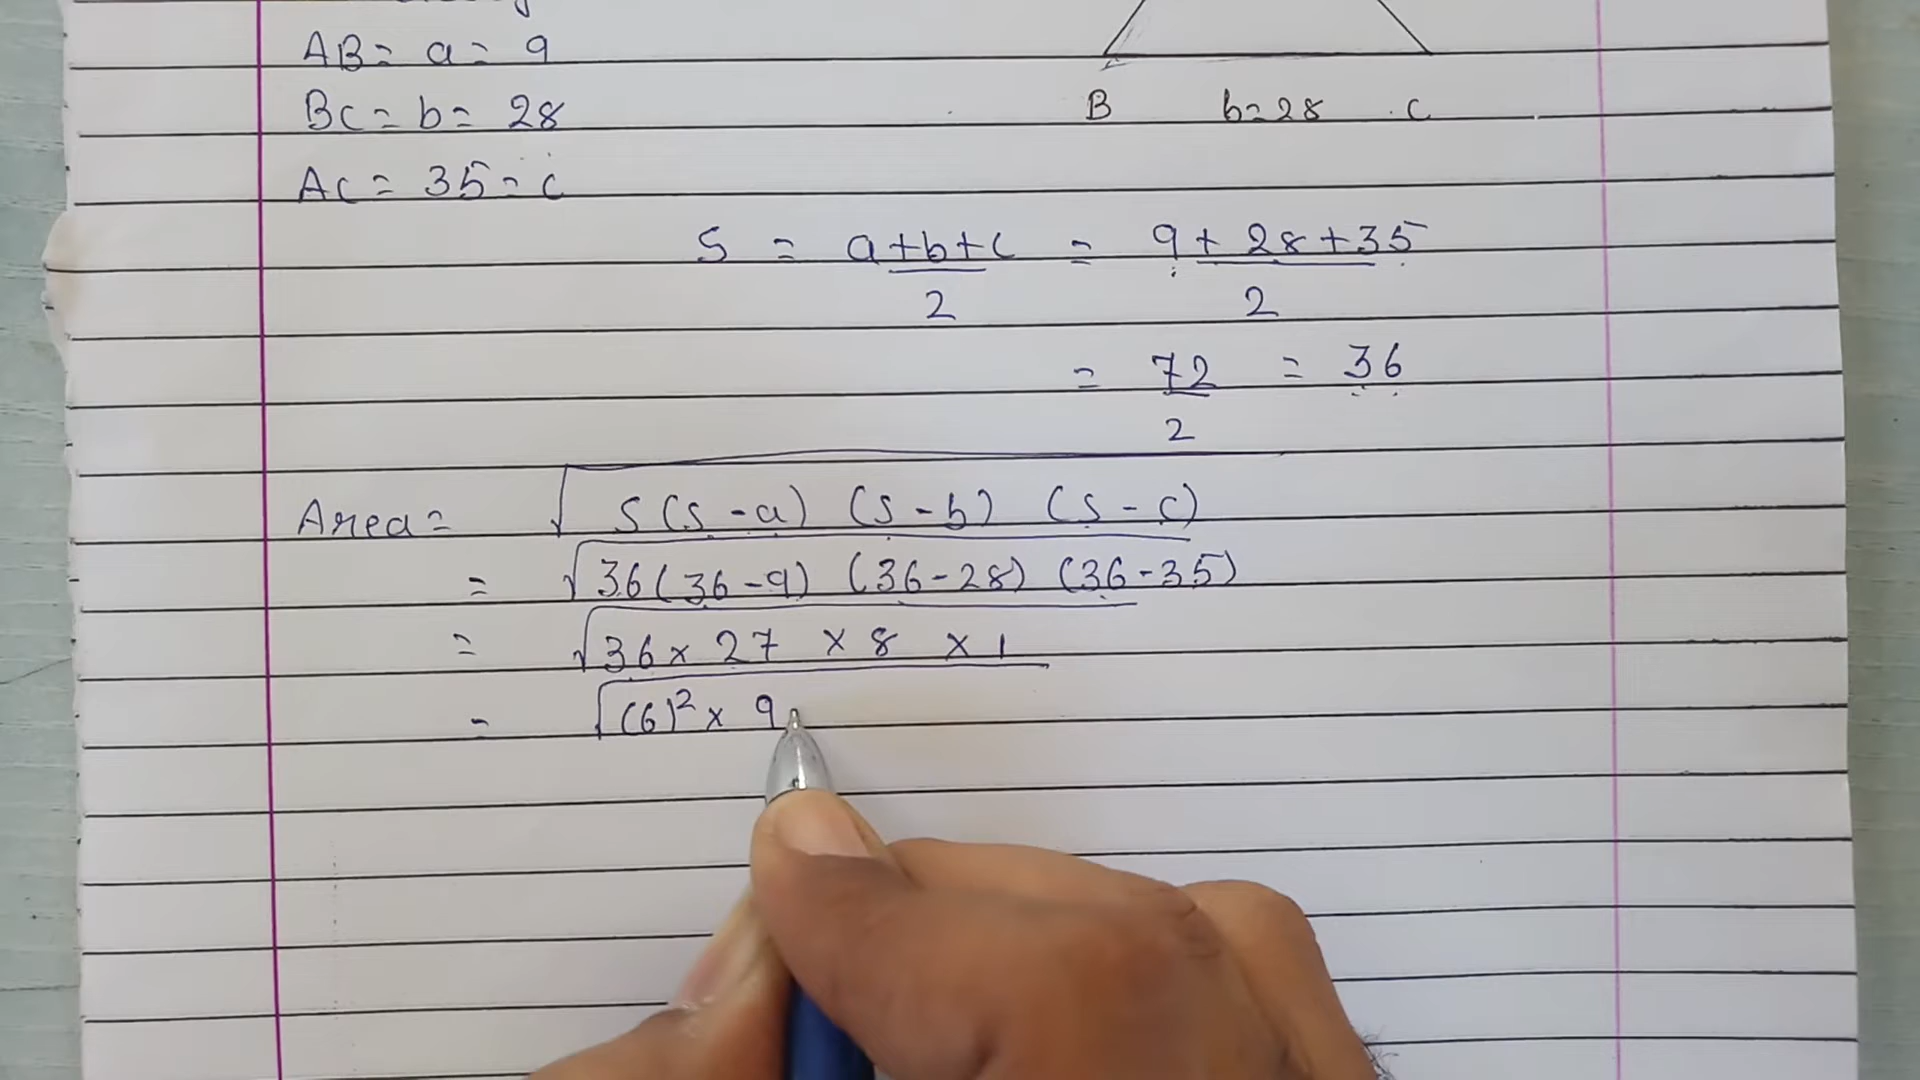 AB = a = 9
BC = b = 28
B b=28 C
AC = 35 = c
S = a+b+c = 9+28+35
2 2
= 72 = 36
2
Area = √S(S-a) (S-b) (S-c)
= √36(36-9) (36-28) (36-35)
= √36 x 27 x 8 x 1
= √(6)² x 9